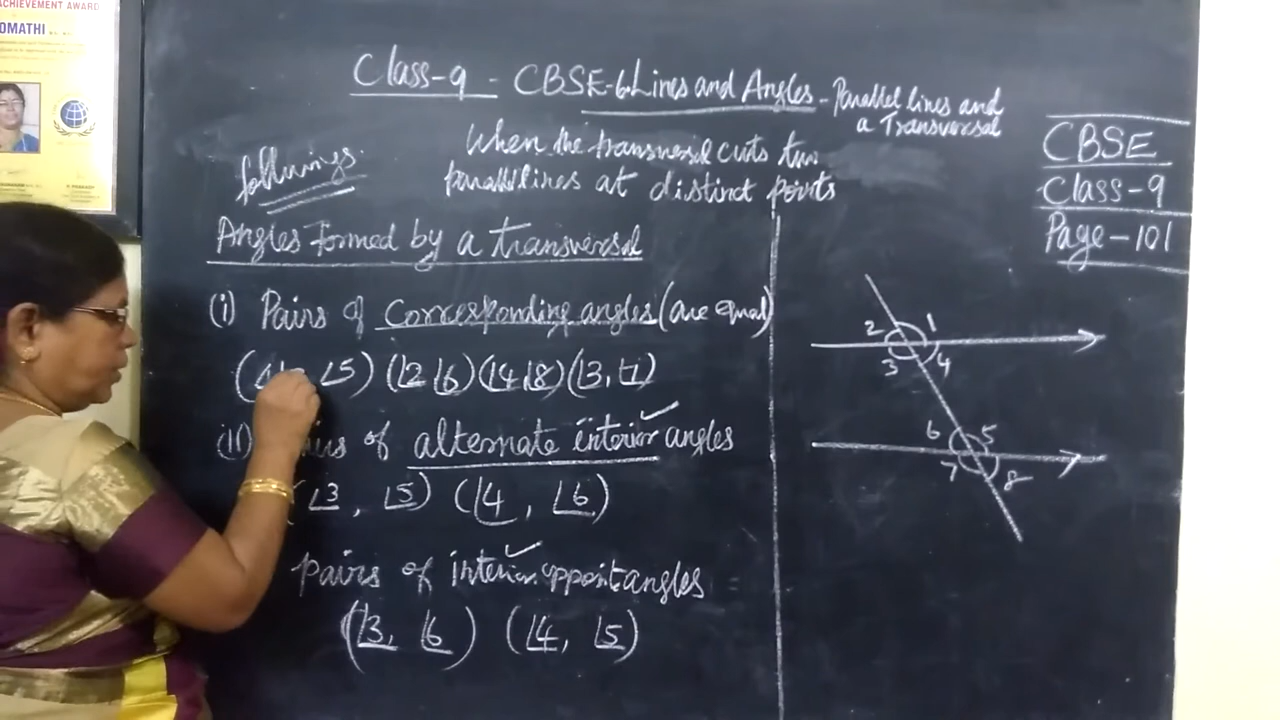 ACHIEVEMENT AWARD
OMATHI
Class-9 - CBSE-6.Lines and Angles - Parallel lines and
a Transversal
When the transversal cuts two
parallel lines at distinct points
followings.
CBSE
Class-9
Page-101
Angles Formed by a transversal
(i) Pairs of Corresponding angles (are equal)
∠5) (∠2 ∠6) (∠4, ∠8) (∠3, ∠7)
(ii) of alternate interior angles
(∠3, ∠5) (∠4, ∠6)
pairs of interior angles
(∠3, ∠6) (∠4, ∠5)
2 1
3 4
6 5
7 8